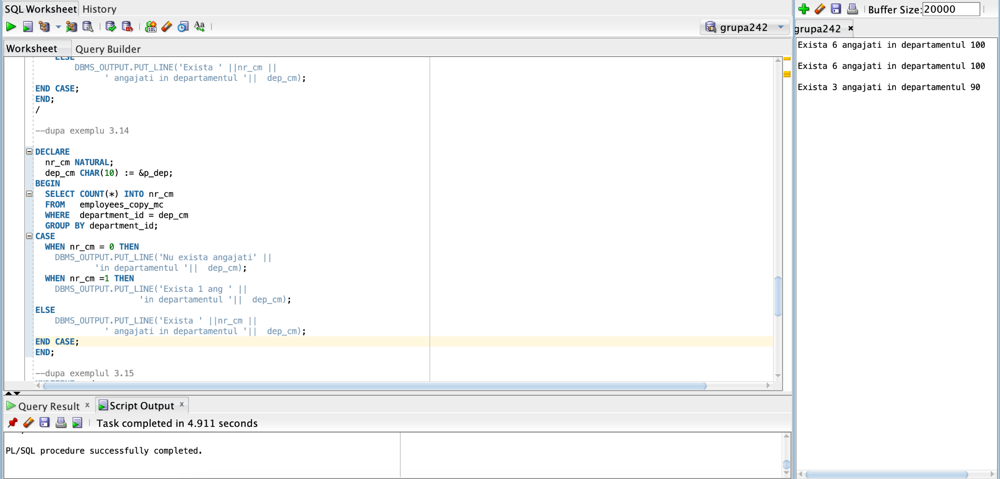 SQL Worksheet History
grupa242
Worksheet Query Builder
ELSE
DBMS_OUTPUT.PUT_LINE('Exista ' ||nr_cm ||
' angajati in departamentul '||  dep_cm);
END CASE;
END;
/
--dupa exemplu 3.14
DECLARE
nr_cm NATURAL;
dep_cm CHAR(10) := &p_dep;
BEGIN
SELECT COUNT(*) INTO nr_cm
FROM   employees_copy_mc
WHERE  department_id = dep_cm
GROUP BY department_id;
CASE
WHEN nr_cm = 0 THEN
DBMS_OUTPUT.PUT_LINE('Nu exista angajati' ||
'in departamentul '||  dep_cm);
WHEN nr_cm =1 THEN
DBMS_OUTPUT.PUT_LINE('Exista 1 ang ' ||
'in departamentul '||  dep_cm);
ELSE
DBMS_OUTPUT.PUT_LINE('Exista ' ||nr_cm ||
' angajati in departamentul '||  dep_cm);
END CASE;
END;
--dupa exemplul 3.15
Query Result x Script Output x
Task completed in 4.911 seconds
PL/SQL procedure successfully completed.
Buffer Size: 20000
grupa242 x
Exista 6 angajati in departamentul 100
Exista 6 angajati in departamentul 100
Exista 3 angajati in departamentul 90